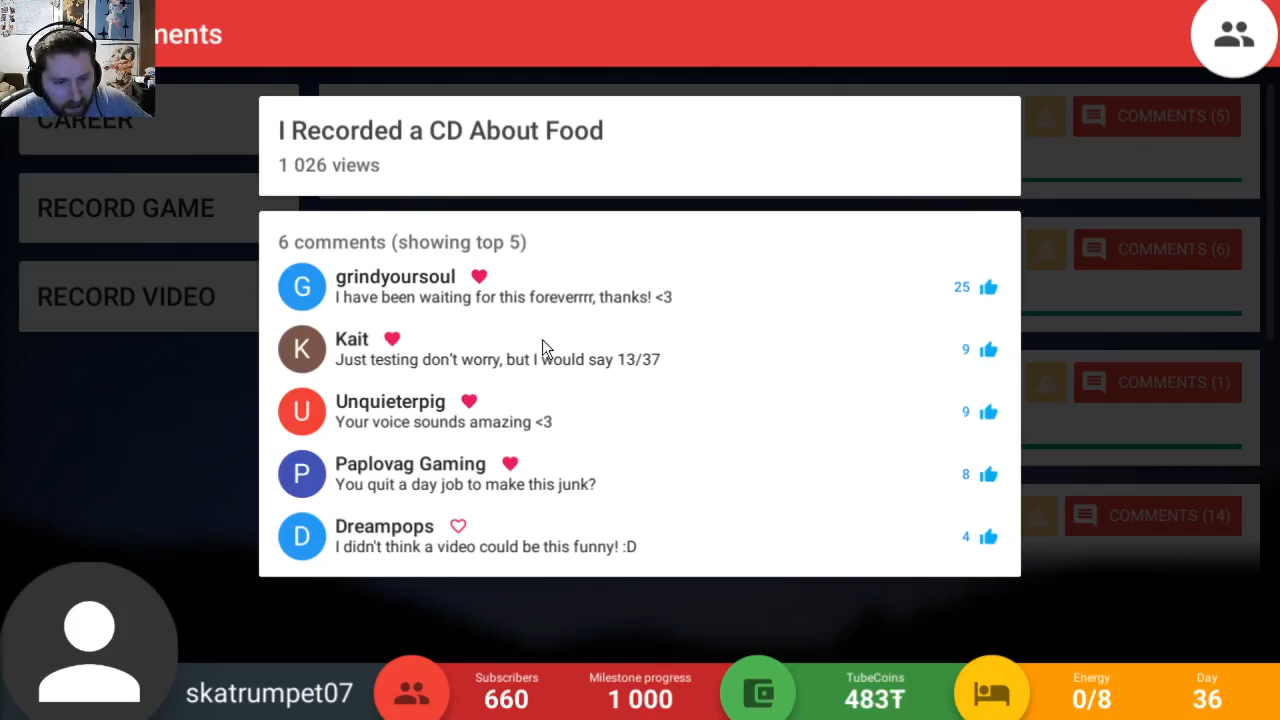 ments
CAREER
RECORD GAME
RECORD VIDEO
COMMENTS (5)
COMMENTS (6)
COMMENTS (1)
COMMENTS (14)
I Recorded a CD About Food
1 026 views
6 comments (showing top 5)
G
grindyoursoul
I have been waiting for this foreverrrr, thanks! <3
25
K
Kait
Just testing don't worry, but I would say 13/37
9
U
Unquieterpig
Your voice sounds amazing <3
9
P
Paplovag Gaming
You quit a day job to make this junk?
8
D
Dreampops
I didn't think a video could be this funny! :D
4
skatrumpet07
Subscribers
660
Milestone progress
1 000
TubeCoins
483Ŧ
Energy
0/8
Day
36